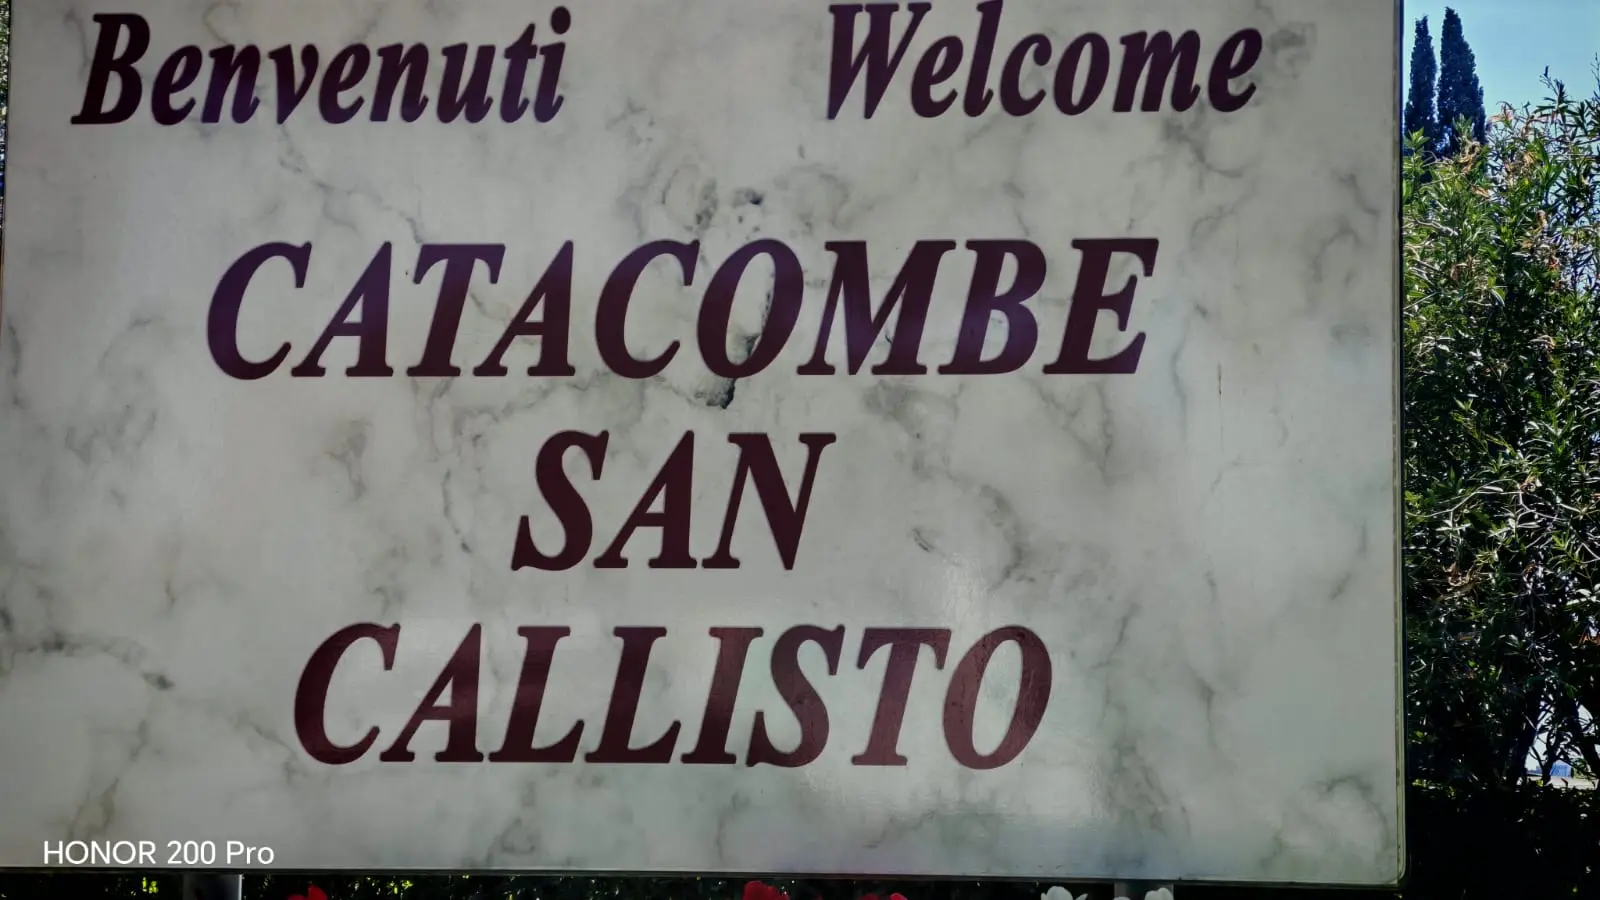 Benvenuti Welcome
CATACOMBE
SAN
CALLISTO
HONOR 200 Pro